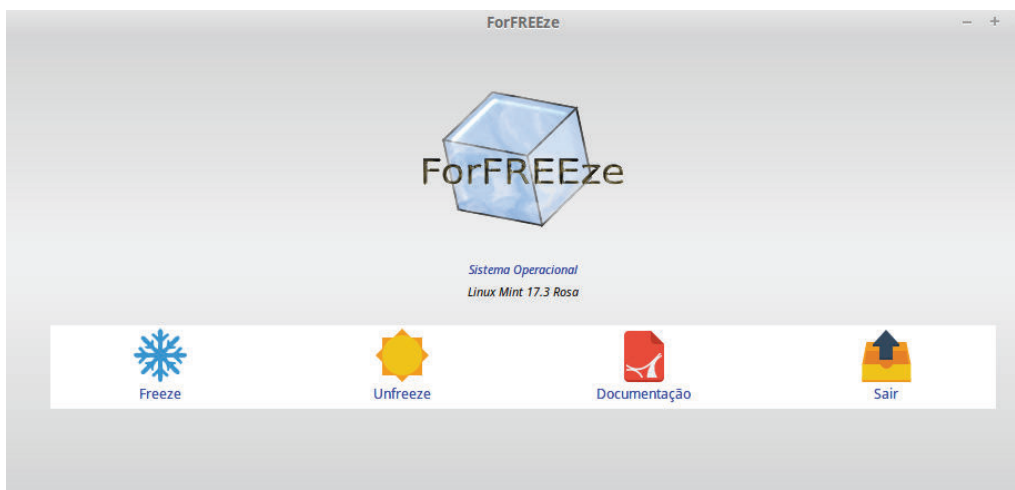 ForFREEze
ForFREEze
Sistema Operacional
Linux Mint 17.3 Rosa
Freeze
Unfreeze
Documentação
Sair